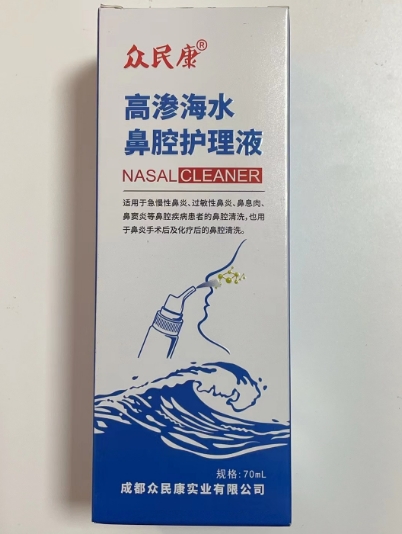 众民康®
高渗海水
鼻腔护理液
NASAL CLEANER
适用于急慢性鼻炎、过敏性鼻炎、鼻息肉、
鼻窦炎等鼻腔疾病患者的鼻腔清洗,也用
于鼻炎手术后及化疗后的鼻腔清洗。
规格:70mL
成都众民康实业有限公司